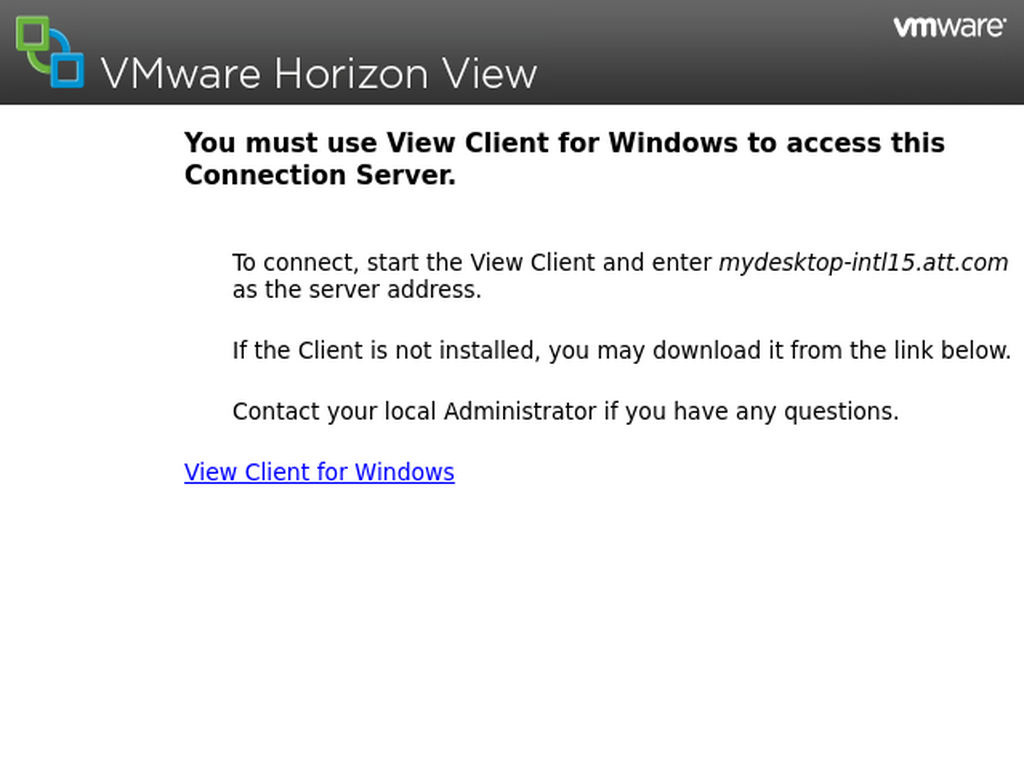 vmware
VMware Horizon View
You must use View Client for Windows to access this
Connection Server.
To connect, start the View Client and enter mydesktop-intl15.att.com
as the server address.
If the Client is not installed, you may download it from the link below.
Contact your local Administrator if you have any questions.
View Client for Windows